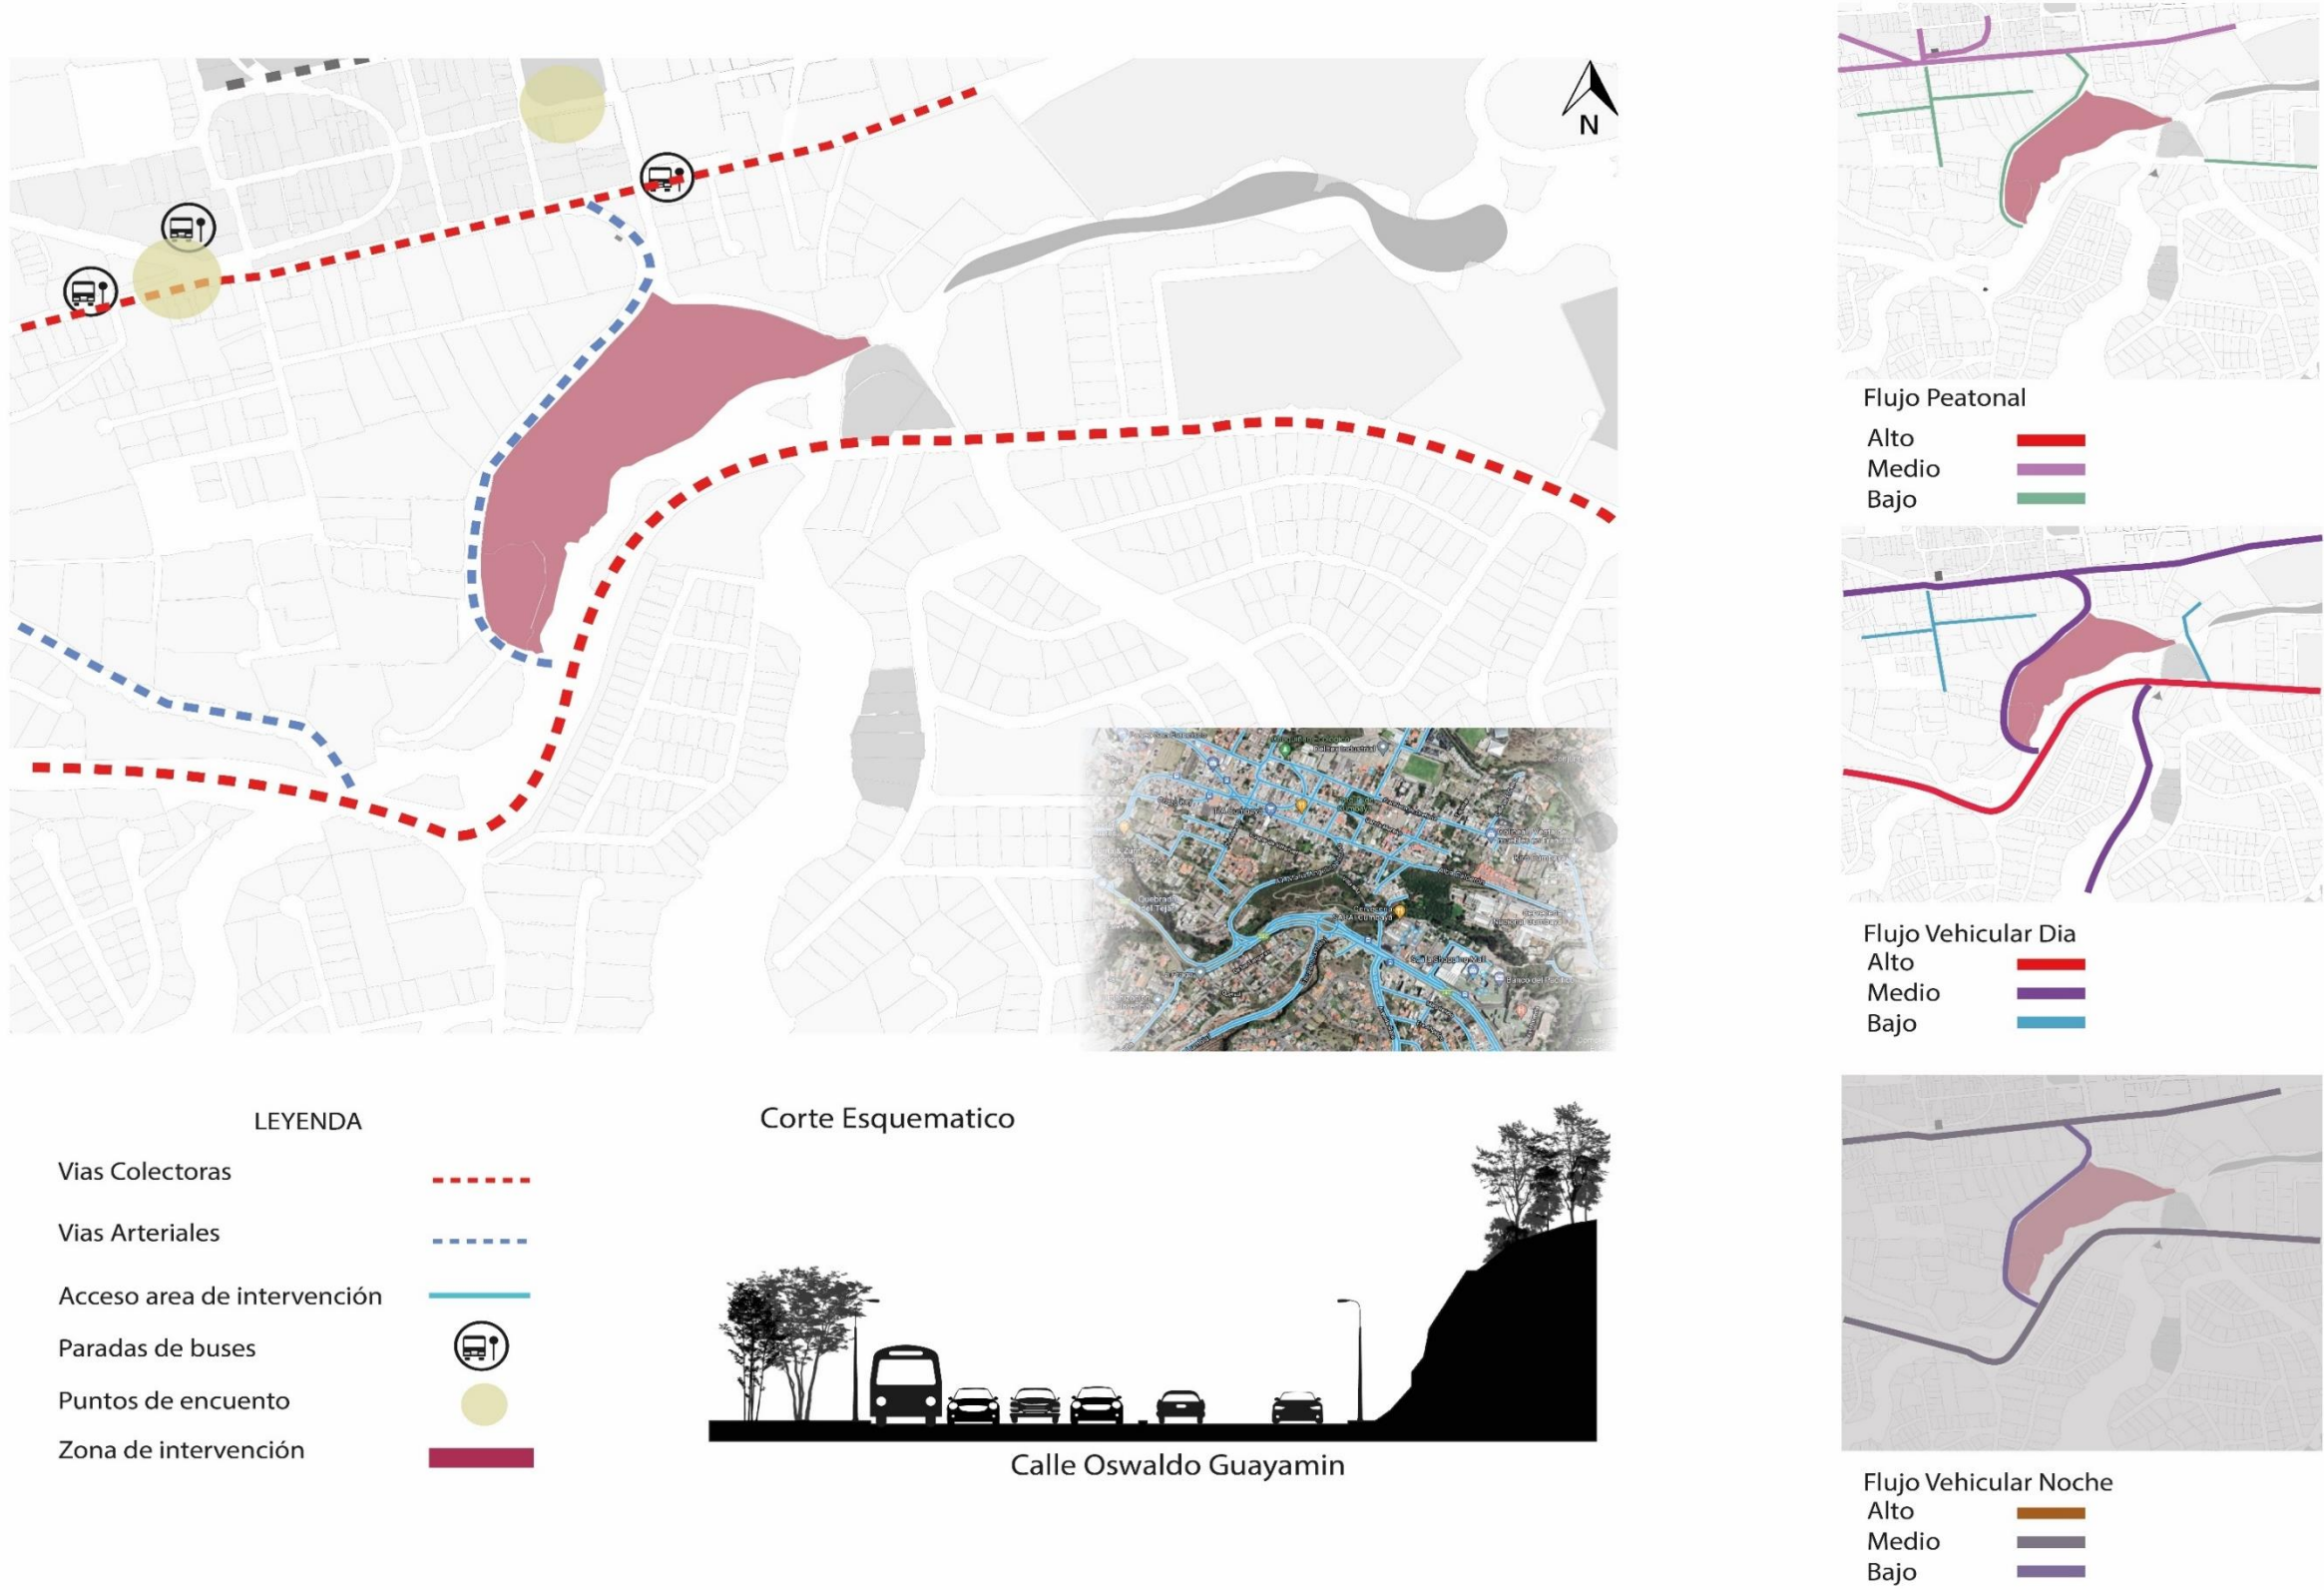 N
Flujo Peatonal
Alto
Medio
Bajo
Flujo Vehicular Dia
Alto
Medio
Bajo
LEYENDA
Vias Colectoras
Vias Arteriales
Acceso area de intervención
Paradas de buses
Puntos de encuento
Zona de intervención
Corte Esquematico
Calle Oswaldo Guayamin
Flujo Vehicular Noche
Alto
Medio
Bajo